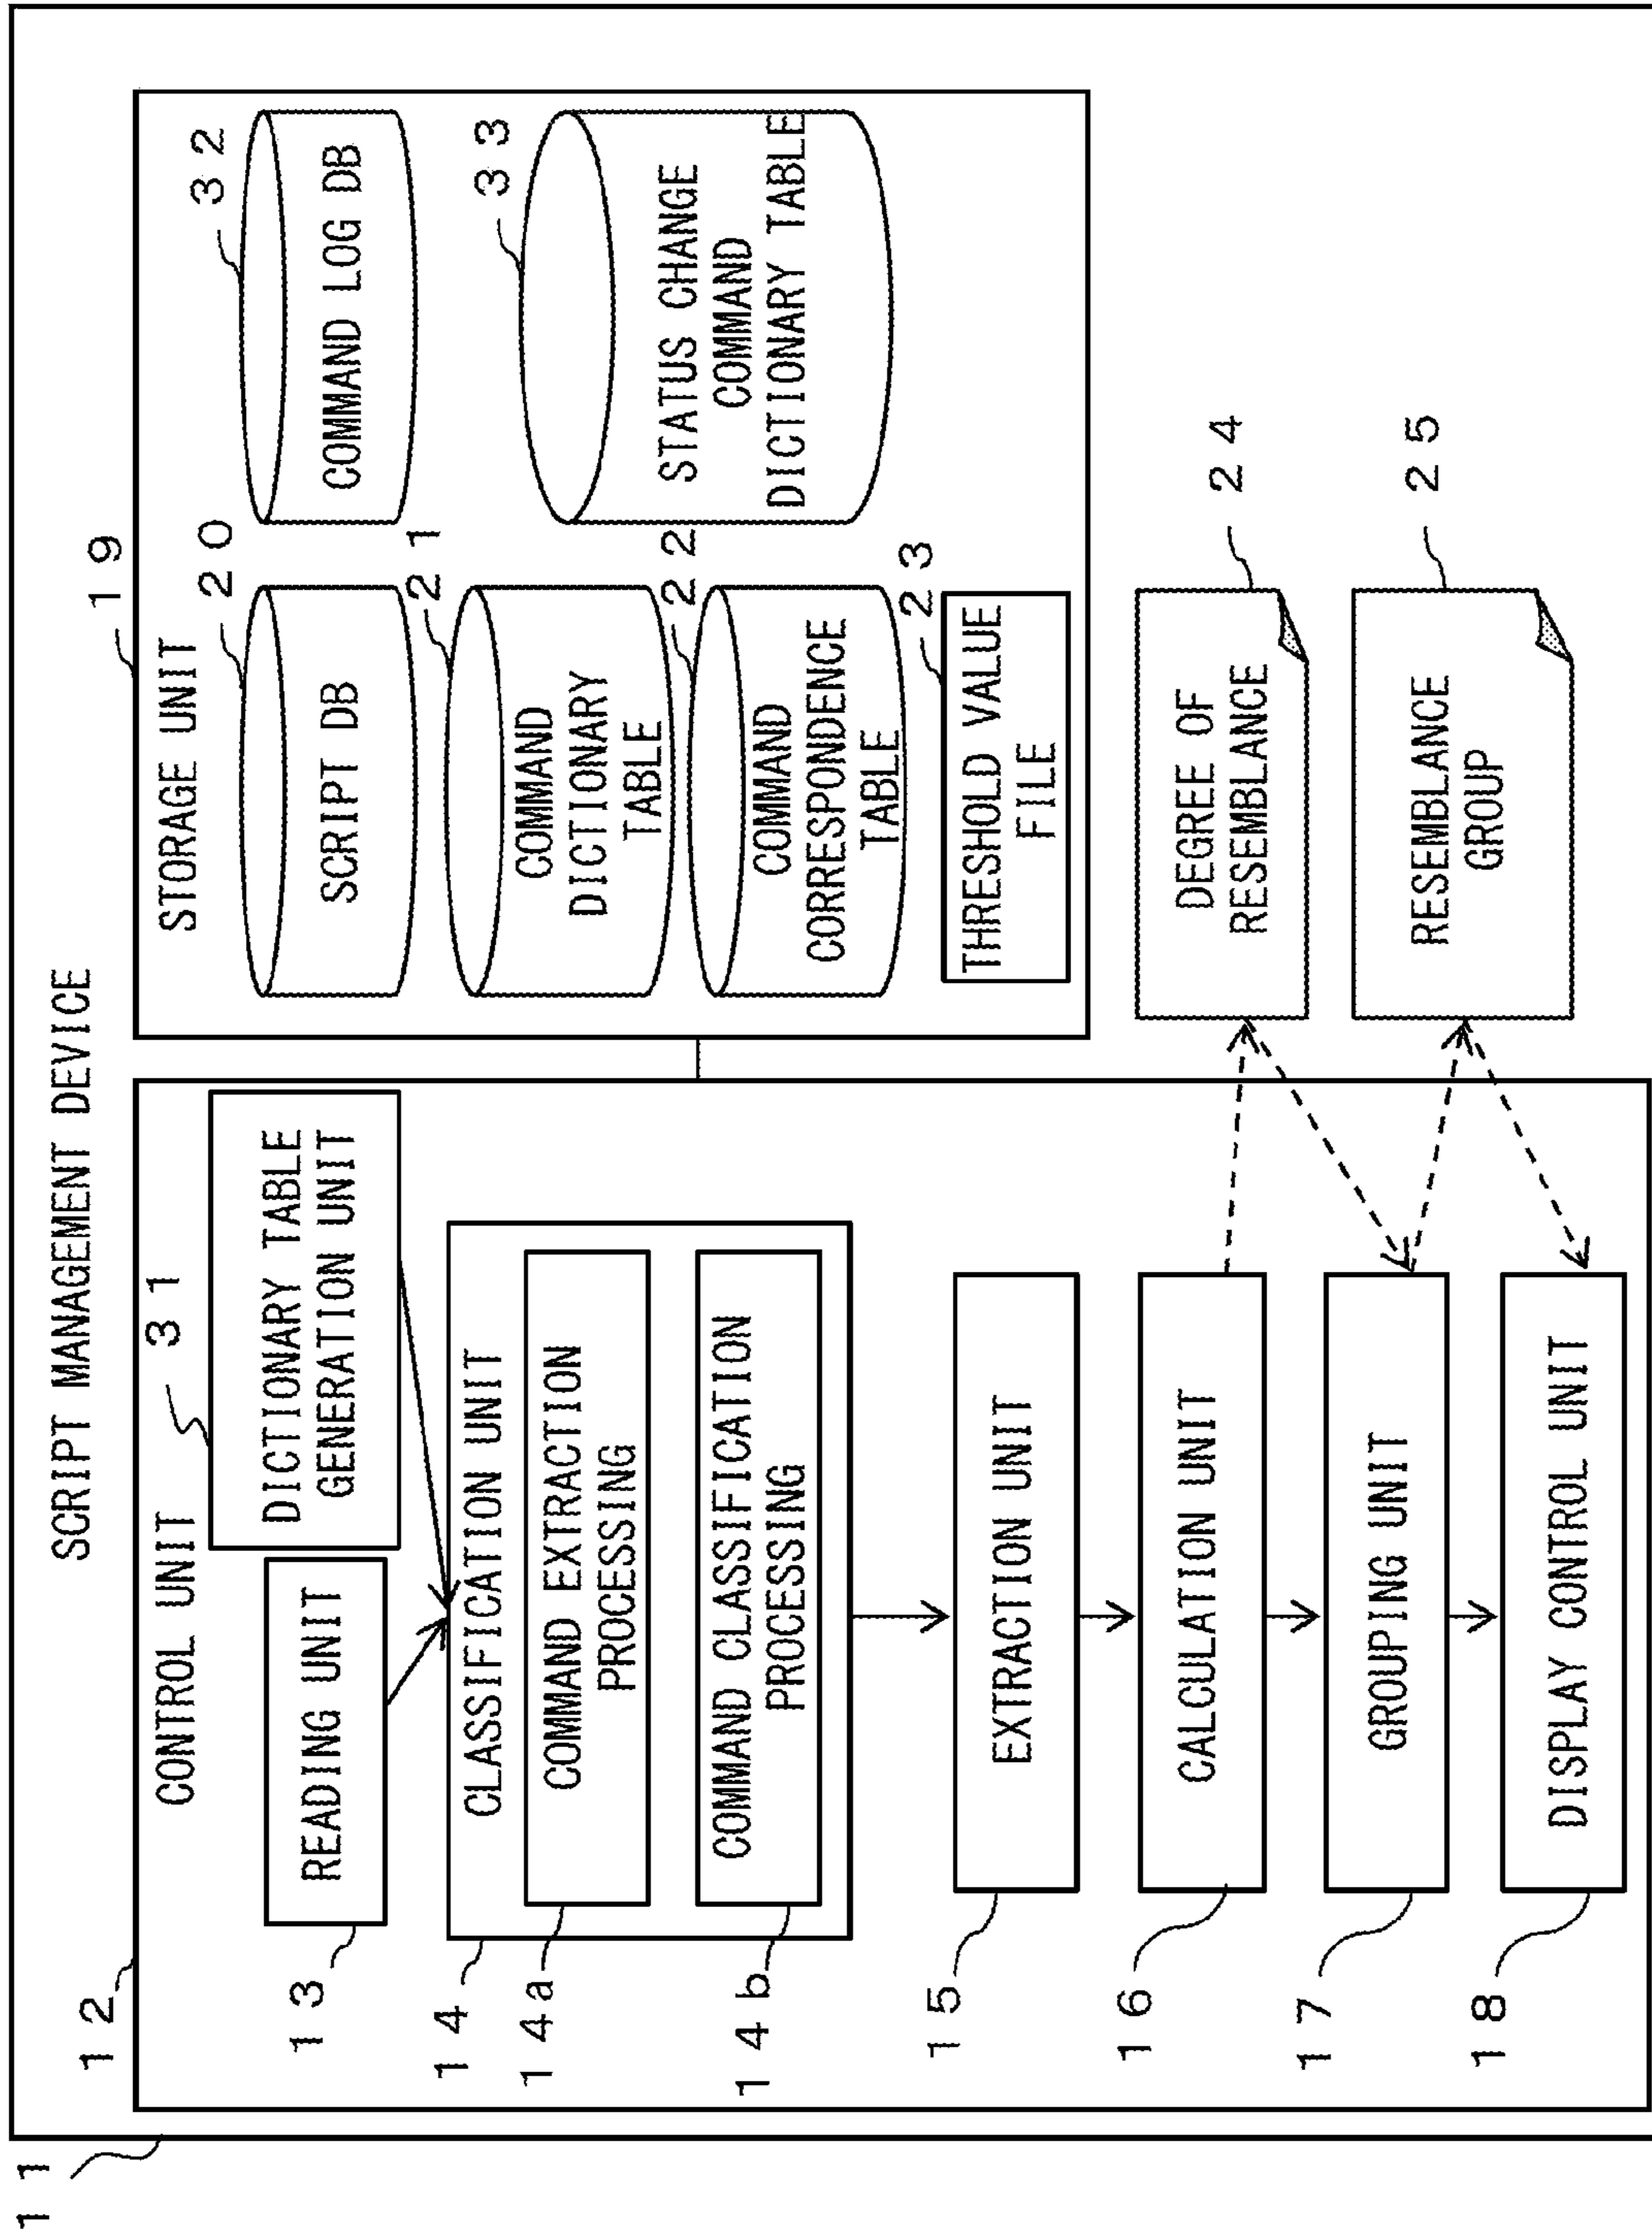 SCRIPT MANAGEMENT DEVICE
11
12
CONTROL UNIT
31
DICTIONARY TABLE
GENERATION UNIT
13
READING UNIT
14
CLASSIFICATION UNIT
14a
COMMAND EXTRACTION
PROCESSING
14b
COMMAND CLASSIFICATION
PROCESSING
15
EXTRACTION UNIT
16
CALCULATION UNIT
17
GROUPING UNIT
18
DISPLAY CONTROL UNIT
19
STORAGE UNIT
20
SCRIPT DB
21
COMMAND
DICTIONARY
TABLE
22
COMMAND
CORRESPONDENCE
TABLE
23
THRESHOLD VALUE
FILE
32
COMMAND LOG DB
33
STATUS CHANGE
COMMAND
DICTIONARY TABLE
24
DEGREE OF
RESEMBLANCE
25
RESEMBLANCE
GROUP